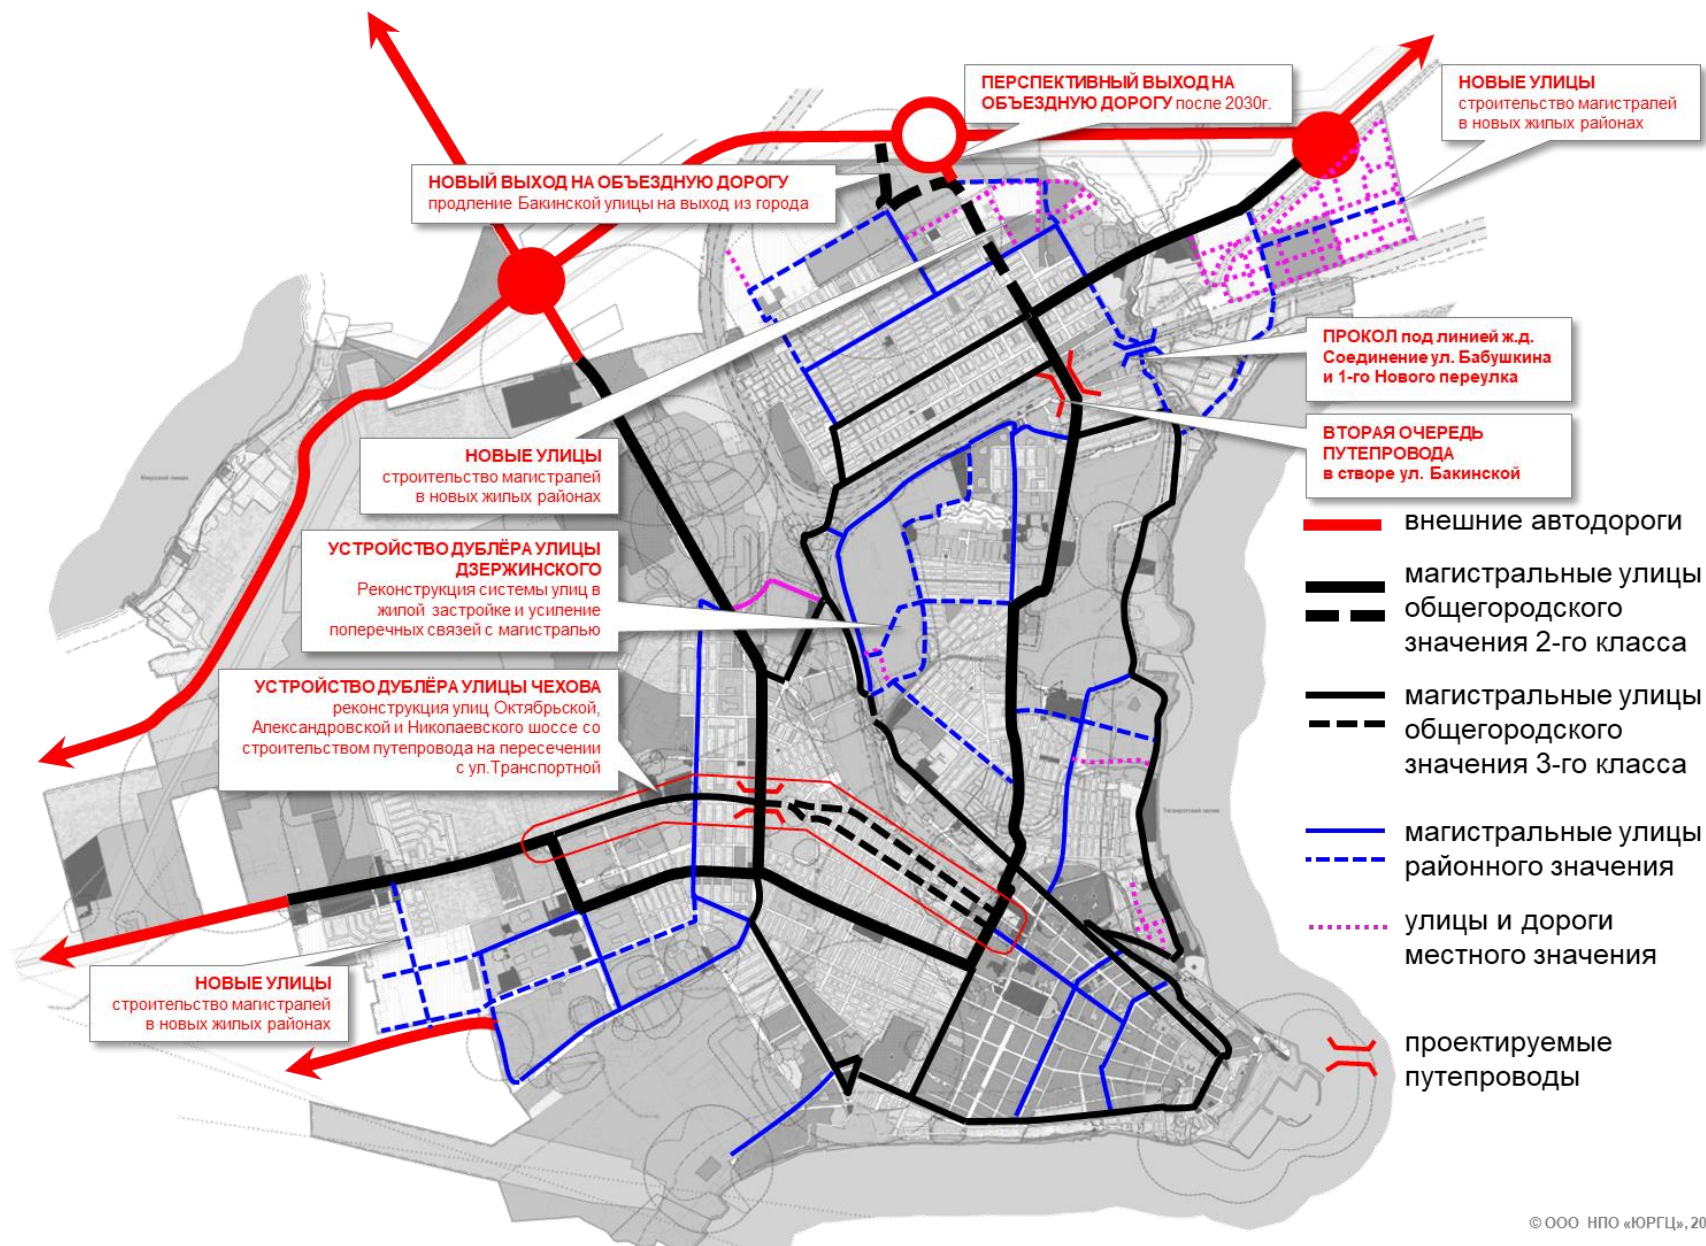 ПЕРСПЕКТИВНЫЙ ВЫХОД НА
ОБЪЕЗДНУЮ ДОРОГУ после 2030г.
НОВЫЕ УЛИЦЫ
строительство магистралей
в новых жилых районах
НОВЫЙ ВЫХОД НА ОБЪЕЗДНУЮ ДОРОГУ
продление Бакинской улицы на выход из города
ПРОКОЛ под линией ж.д.
Соединение ул. Бабушкина
и 1-го Нового переулка
ВТОРАЯ ОЧЕРЕДЬ
ПУТЕПРОВОДА
в створе ул. Бакинской
НОВЫЕ УЛИЦЫ
строительство магистралей
в новых жилых районах
УСТРОЙСТВО ДУБЛЁРА УЛИЦЫ
ДЗЕРЖИНСКОГО
Реконструкция системы улиц в
жилой застройке и усиление
поперечных связей с магистралью
УСТРОЙСТВО ДУБЛЁРА УЛИЦЫ ЧЕХОВА
реконструкция улиц Октябрьской,
Александровской и Николаевского шоссе со
строительством путепровода на пересечении
с ул.Транспортной
НОВЫЕ УЛИЦЫ
строительство магистралей
в новых жилых районах
внешние автодороги
магистральные улицы
общегородского
значения 2-го класса
магистральные улицы
общегородского
значения 3-го класса
магистральные улицы
районного значения
улицы и дороги
местного значения
проектируемые
путепроводы
© ООО НПО «ЮРГЦ», 20